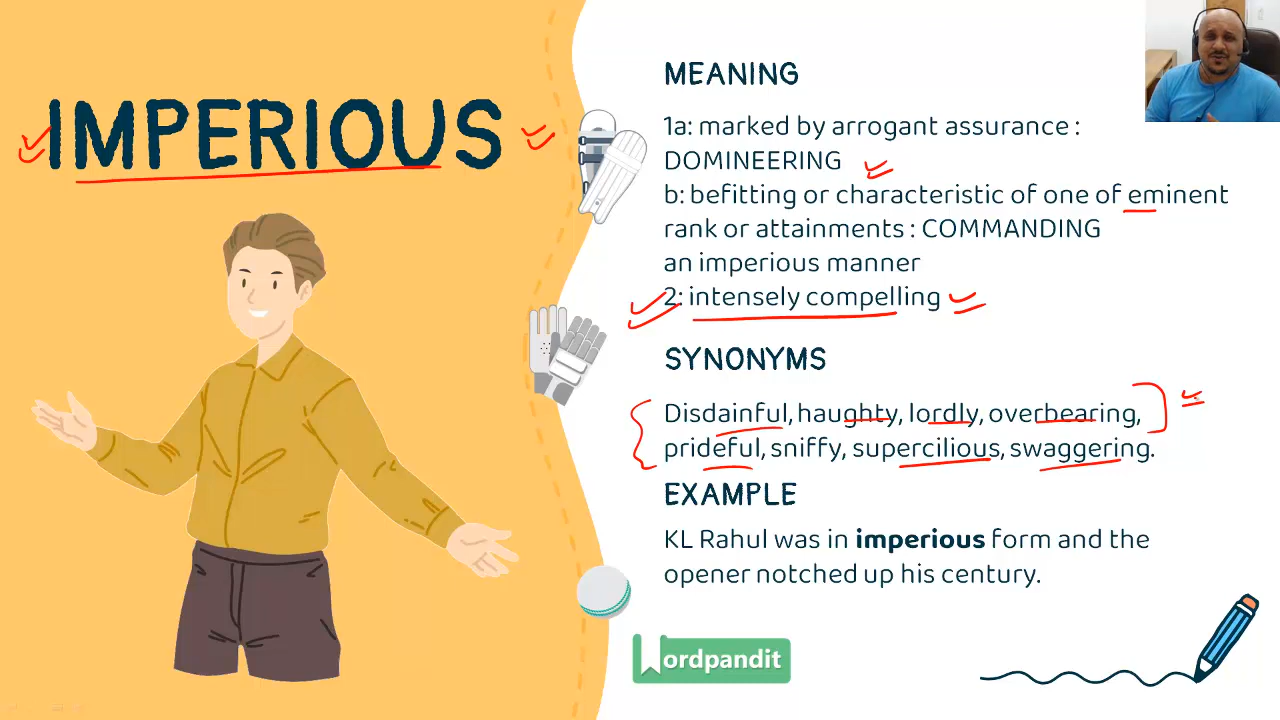 IMPERIOUS
MEANING
1a: marked by arrogant assurance :
DOMINEERING
b: befitting or characteristic of one of eminent
rank or attainments : COMMANDING
an imperious manner
2: intensely compelling
SYNONYMS
Disdainful, haughty, lordly, overbearing,
prideful, sniffy, supercilious, swaggering.
EXAMPLE
KL Rahul was in imperious form and the
opener notched up his century.
Wordpandit